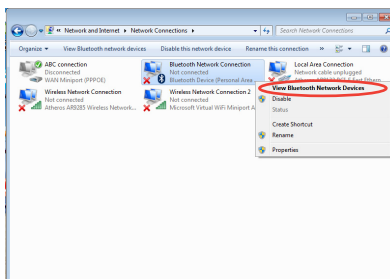 « Network and Internet ▸ Network Connections ▸
Search Network Connections
Organize ▾ View Bluetooth network devices Disable this network device Rename this connection »
ABC connection
Disconnected
WAN Miniport (PPPOE)
Bluetooth Network Connection
Not connected
Bluetooth Device (Personal Area ...
Local Area Connection
Network cable unplugged
Wireless Network Connection
Not connected
Atheros AR9285 Wireless Network...
Wireless Network Connection 2
Not connected
Microsoft Virtual WiFi Miniport A
View Bluetooth Network Devices
Disable
Status
Create Shortcut
Rename
Properties